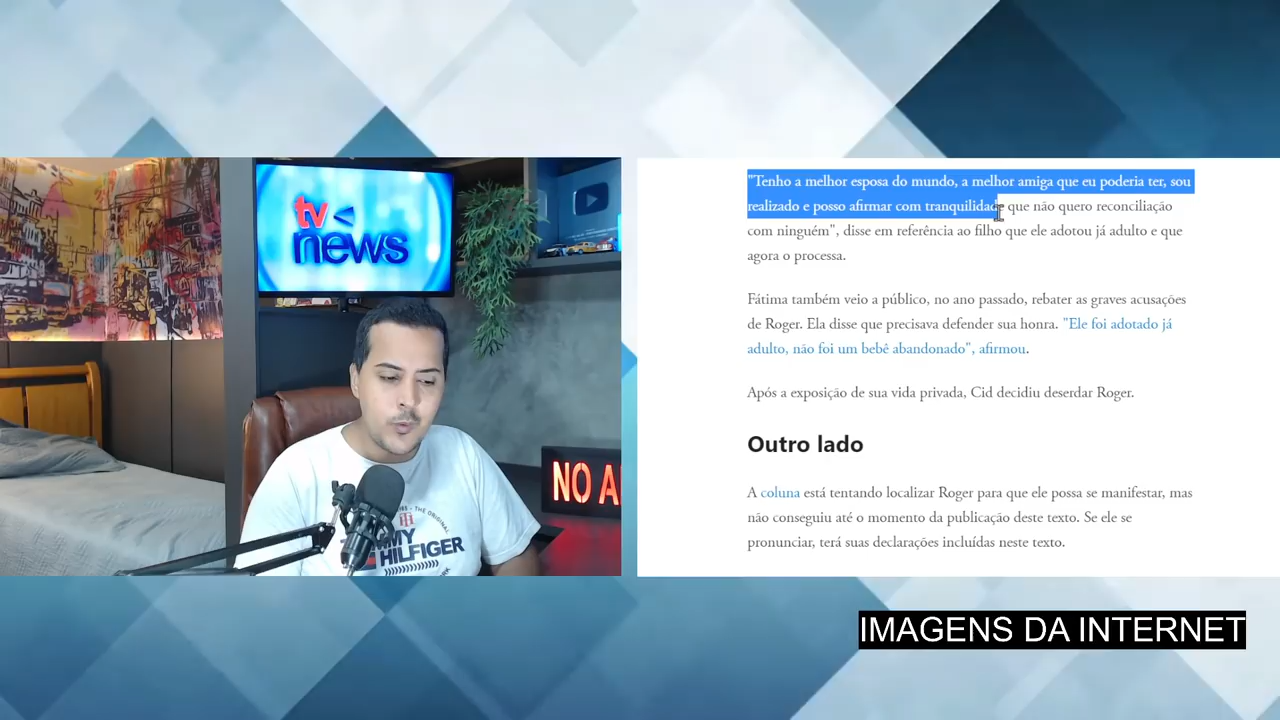 tv
news
NO A
MY
HILFIGER
THE ORIGINAL
"Tenho a melhor esposa do mundo, a melhor amiga que eu poderia ter, sou
realizado e posso afirmar com tranquilidade que não quero reconciliação
com ninguém", disse em referência ao filho que ele adotou já adulto e que
agora o processa.
Fátima também veio a público, no ano passado, rebater as graves acusações
de Roger. Ela disse que precisava defender sua honra. "Ele foi adotado já
adulto, não foi um bebê abandonado", afirmou.
Após a exposição de sua vida privada, Cid decidiu deserdar Roger.
Outro lado
A coluna está tentando localizar Roger para que ele possa se manifestar, mas
não conseguiu até o momento da publicação deste texto. Se ele se
pronunciar, terá suas declarações incluídas neste texto.
IMAGENS DA INTERNET